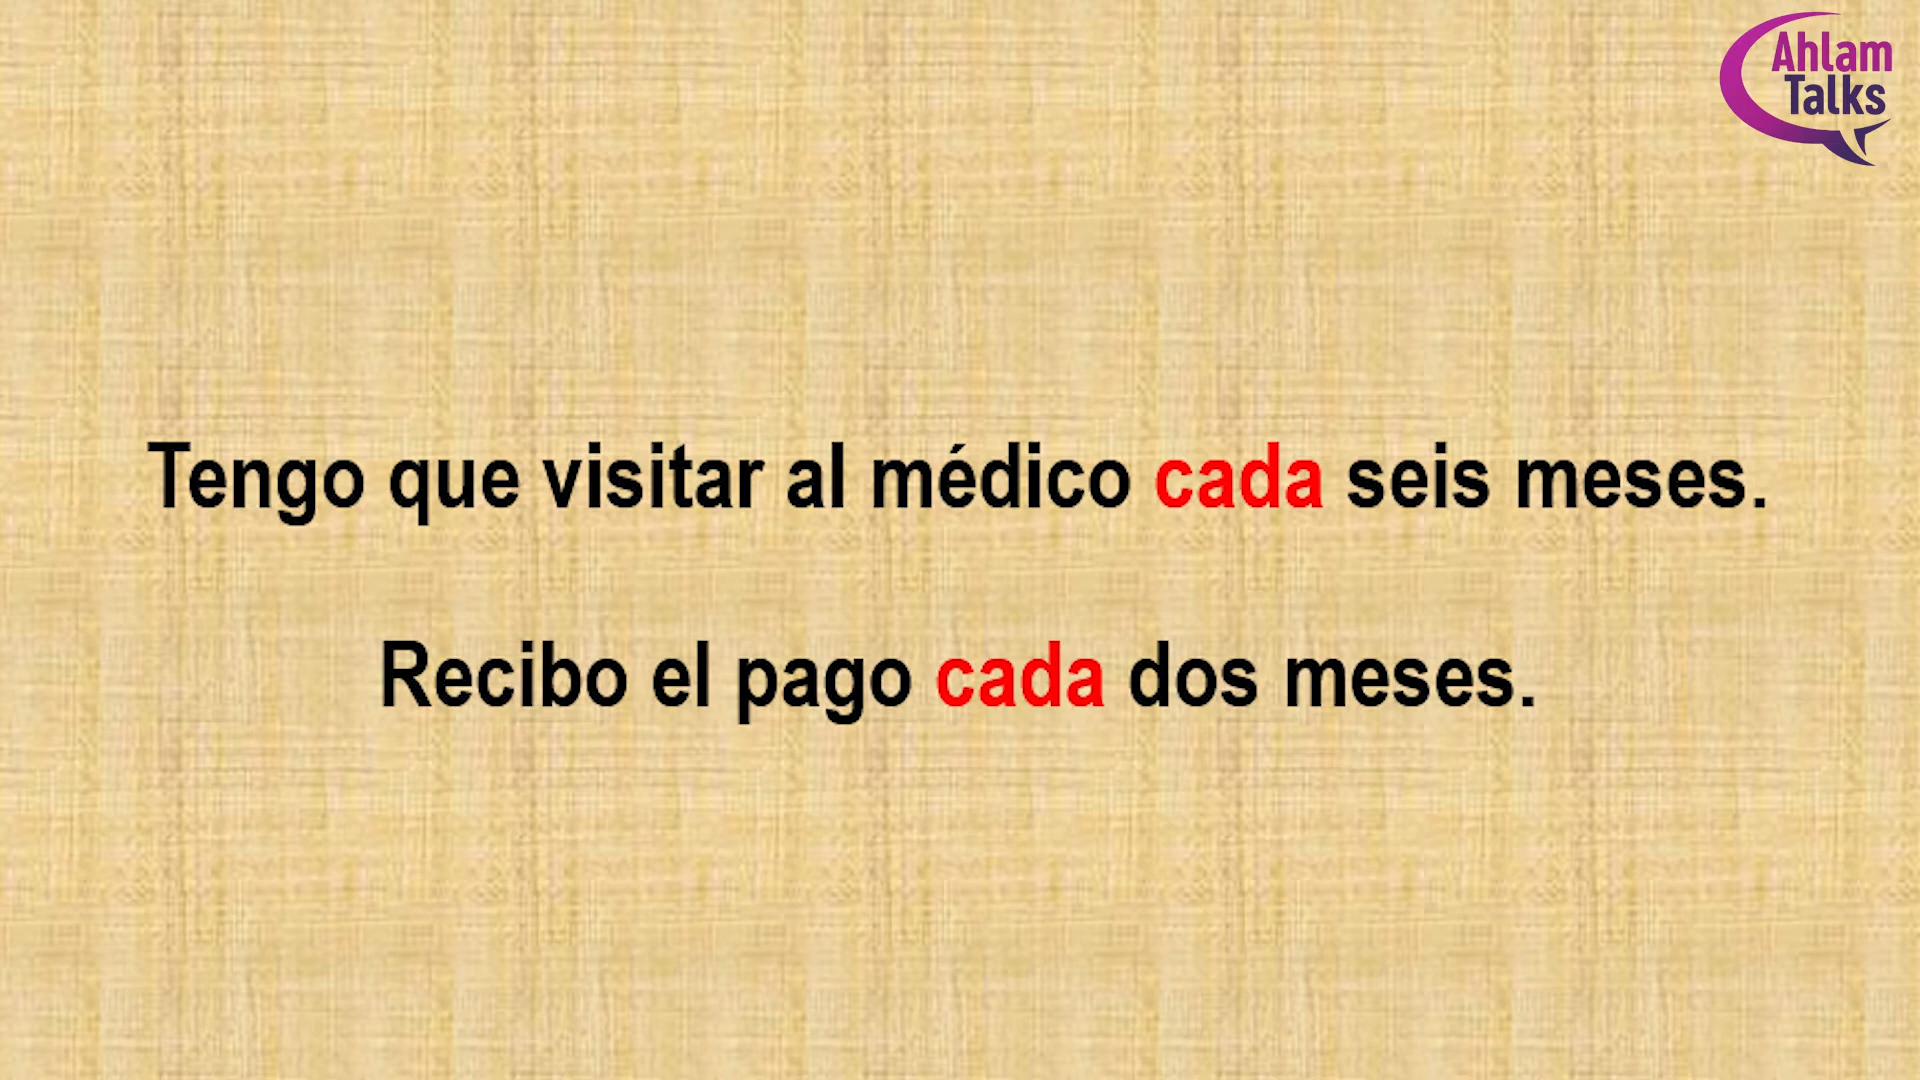 Ahlam
Talks
Tengo que visitar al médico cada seis meses.
Recibo el pago cada dos meses.